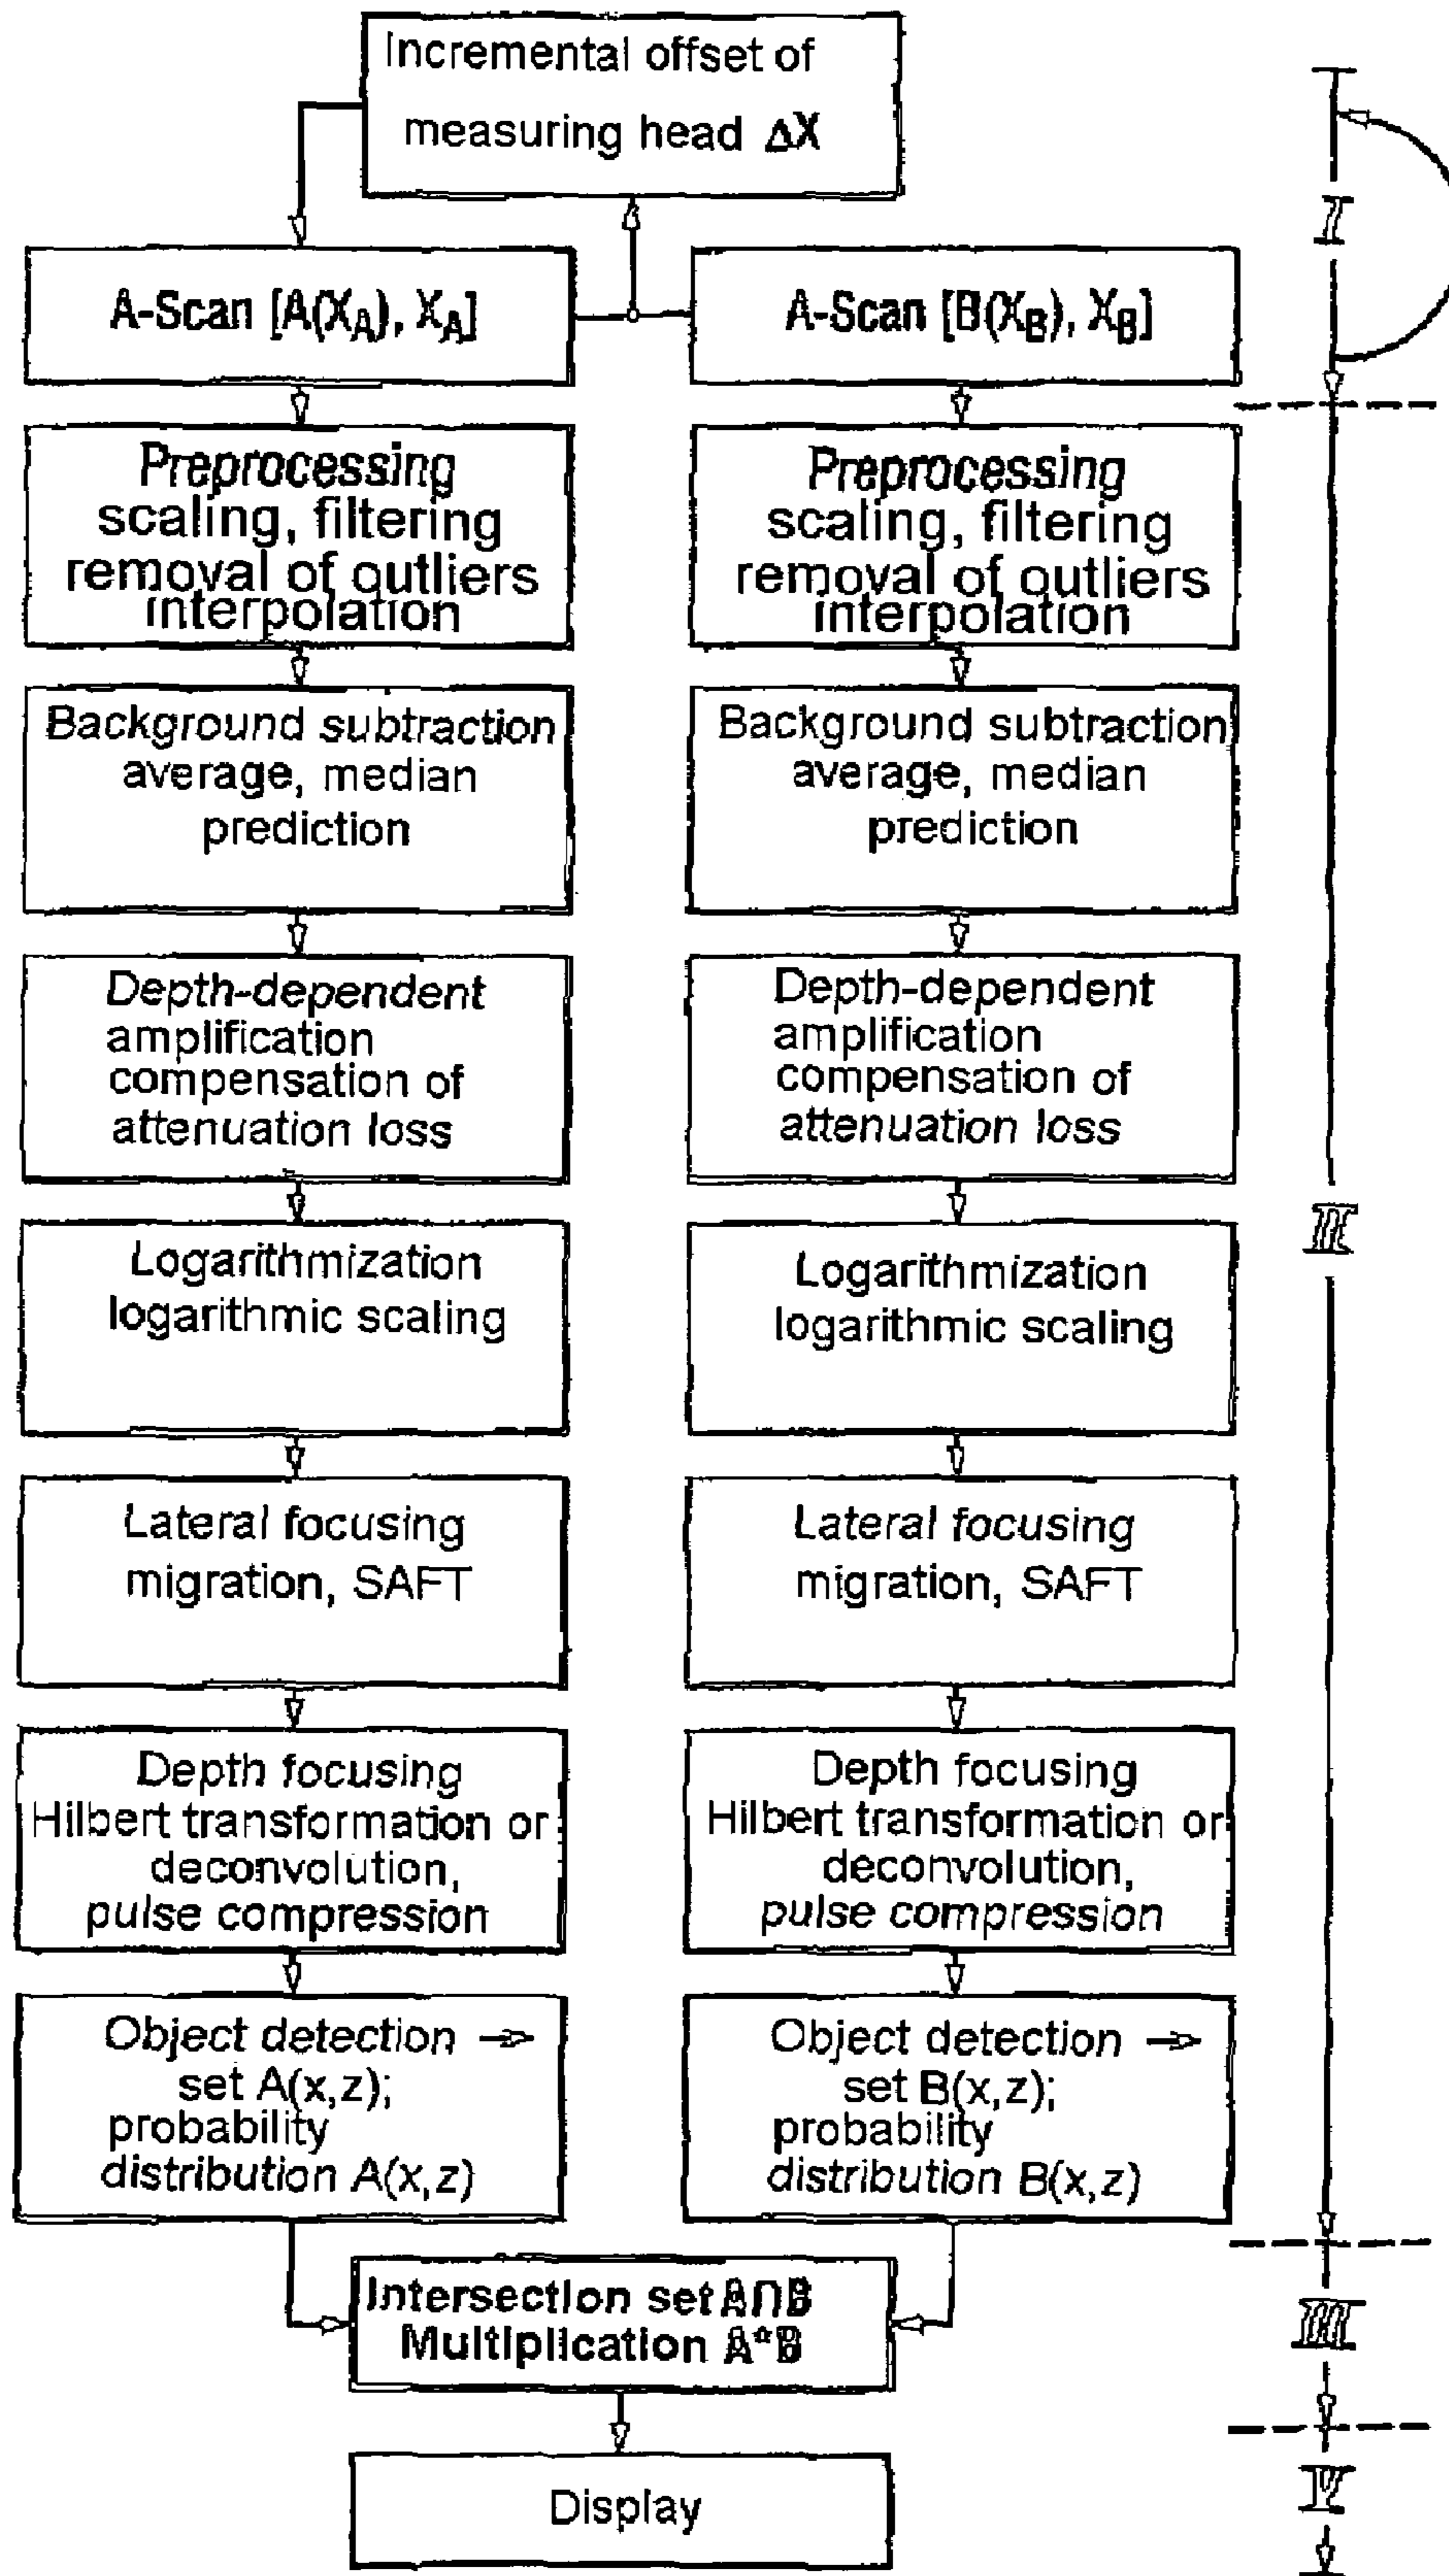 Incremental offset of
measuring head ΔX
I
A-Scan [A(X_A), X_A]
A-Scan [B(X_B), X_B]
Preprocessing
scaling, filtering
removal of outliers
interpolation
Preprocessing
scaling, filtering
removal of outliers
interpolation
Background subtraction
average, median
prediction
Background subtraction
average, median
prediction
Depth-dependent
amplification
compensation of
attenuation loss
Depth-dependent
amplification
compensation of
attenuation loss
II
Logarithmization
logarithmic scaling
Logarithmization
logarithmic scaling
Lateral focusing
migration, SAFT
Lateral focusing
migration, SAFT
Depth focusing
Hilbert transformation or
deconvolution,
pulse compression
Depth focusing
Hilbert transformation or
deconvolution,
pulse compression
Object detection →
set A(x,z);
probability
distribution A(x,z)
Object detection →
set B(x,z);
probability
distribution B(x,z)
Intersection set A∩B
Multiplication A*B
III
Display
IV